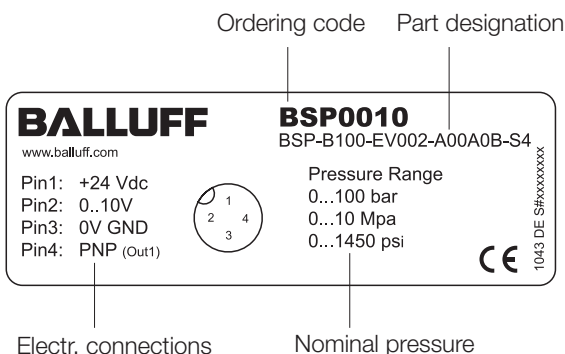 Ordering code Part designation
BALLUFF
www.balluff.com
BSP0010
BSP-B100-EV002-A00A0B-S4
Pin1: +24 Vdc
Pin2: 0..10V
Pin3: 0V GND
Pin4: PNP (Out1)
1
2 4
3
Pressure Range
0...100 bar
0...10 Mpa
0...1450 psi
CE
1043 DE S#xxxxxxxx
Electr. connections Nominal pressure